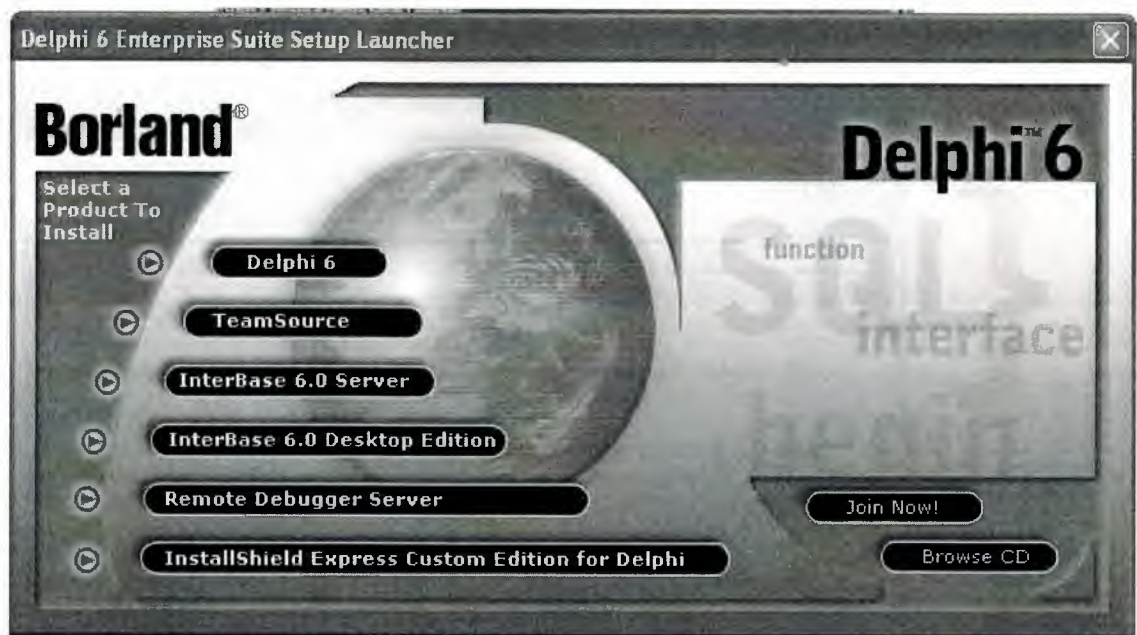 Delphi 6 Enterprise Suite Setup Launcher
Borland®
Delphi™ 6
Select a
Product To
Install
Delphi 6
TeamSource
InterBase 6.0 Server
InterBase 6.0 Desktop Edition
Remote Debugger Server
InstallShield Express Custom Edition for Delphi
function
SQL
interface
begin
Join Now!
Browse CD